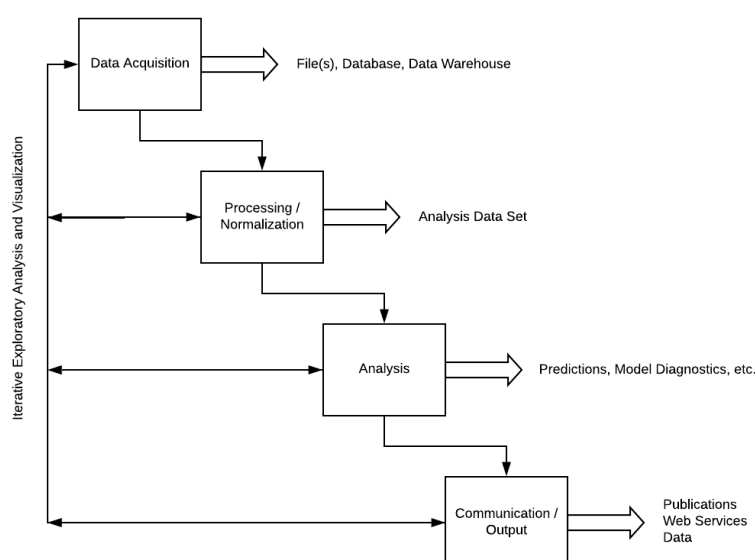 Data Acquisition
File(s), Database, Data Warehouse
Iterative Exploratory Analysis and Visualization
Processing /
Normalization
Analysis Data Set
Analysis
Predictions, Model Diagnostics, etc.
Communication /
Output
Publications
Web Services
Data